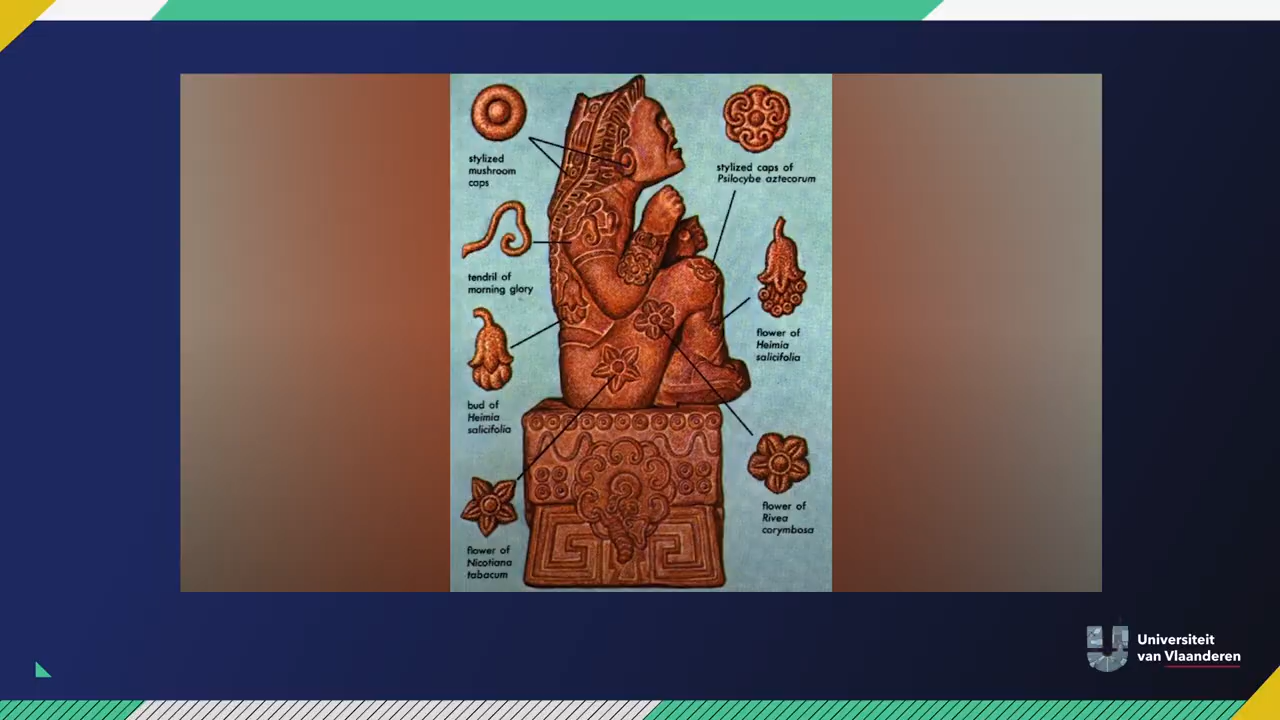 stylized
mushroom
caps
stylized caps of
Psilocybe aztecorum
tendril of
morning glory
flower of
Heimia
salicifolia
bud of
Heimia
salicifolia
flower of
Rivea
corymbosa
flower of
Nicotiana
tabacum
Universiteit
van Vlaanderen